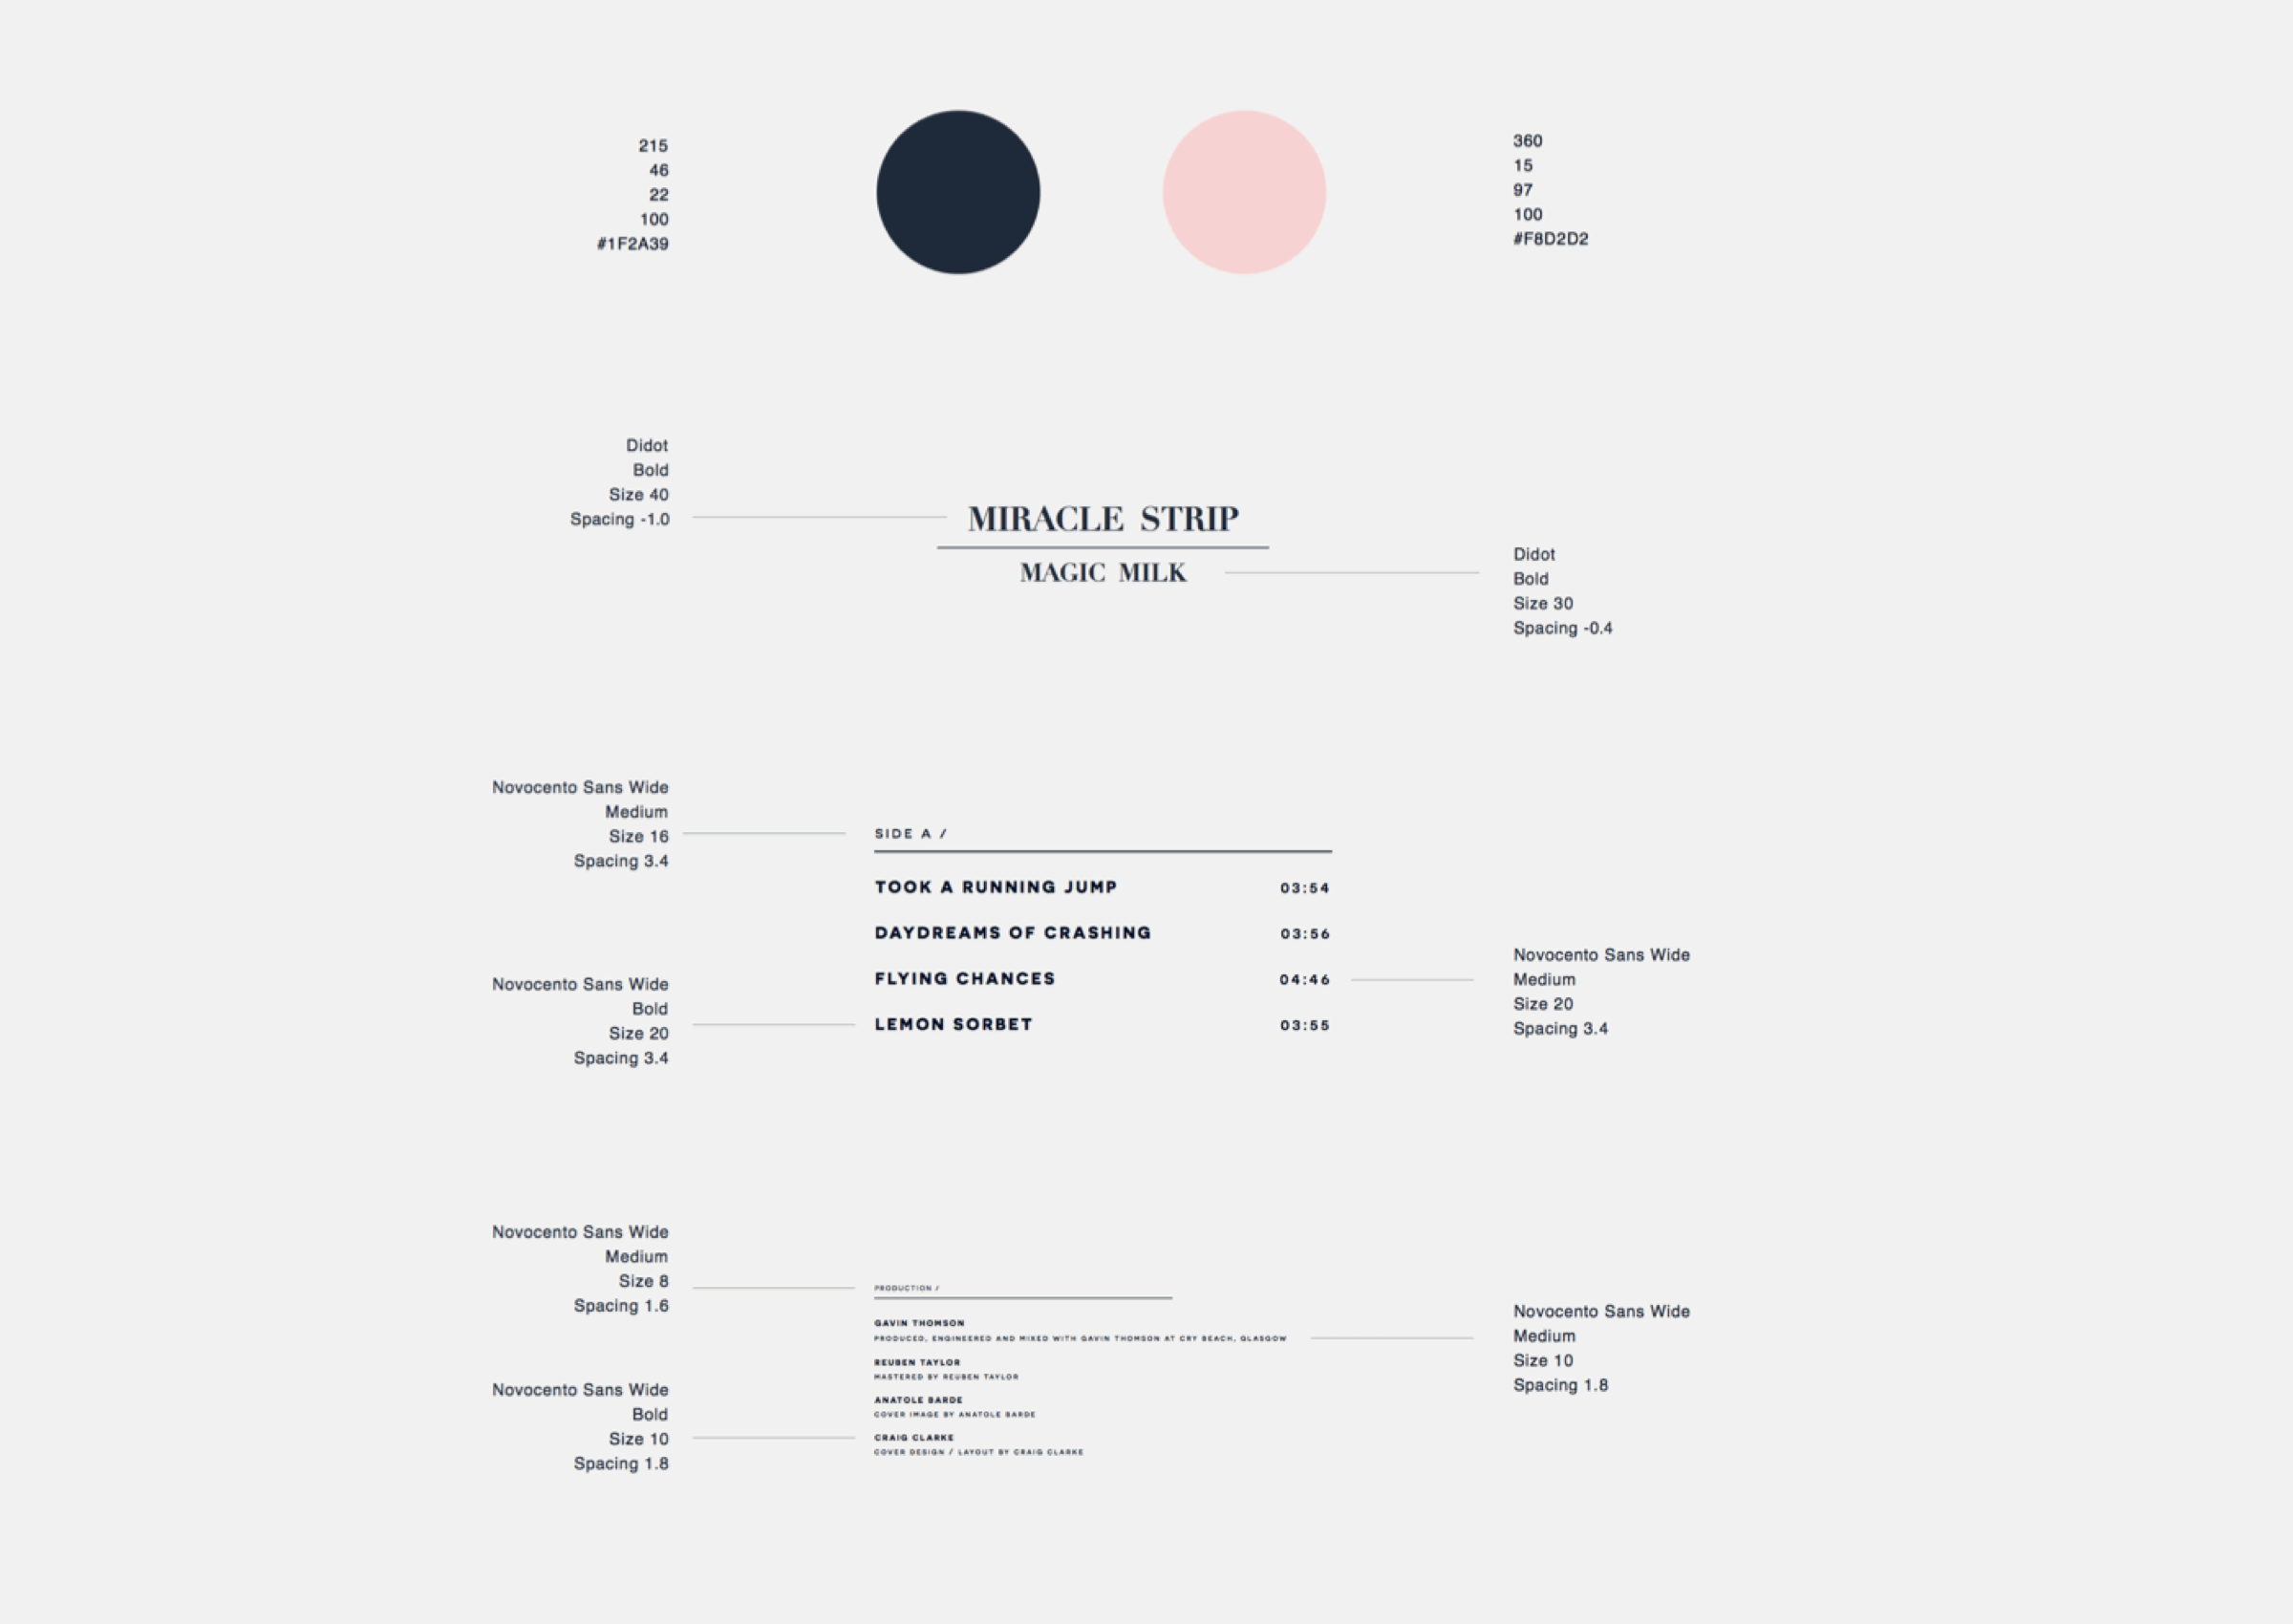 215
46
22
100
#1F2A39
360
15
97
100
#F8D2D2
Didot
Bold
Size 40
Spacing -1.0
MIRACLE STRIP
MAGIC MILK
Didot
Bold
Size 30
Spacing -0.4
Novocento Sans Wide
Medium
Size 16
Spacing 3.4
SIDE A /
TOOK A RUNNING JUMP 03:54
DAYDREAMS OF CRASHING 03:56
FLYING CHANCES 04:46
LEMON SORBET 03:55
Novocento Sans Wide
Bold
Size 20
Spacing 3.4
Novocento Sans Wide
Medium
Size 20
Spacing 3.4
Novocento Sans Wide
Medium
Size 8
Spacing 1.6
PRODUCTION /
GAVIN THOMSON
PRODUCED, ENGINEERED AND MIXED WITH GAVIN THOMSON AT CRY BEACH, GLASGOW
REUBEN TAYLOR
MASTERED BY REUBEN TAYLOR
ANATOLE BARDE
COVER IMAGE BY ANATOLE BARDE
CRAIG CLARKE
COVER DESIGN / LAYOUT BY CRAIG CLARKE
Novocento Sans Wide
Bold
Size 10
Spacing 1.8
Novocento Sans Wide
Medium
Size 10
Spacing 1.8